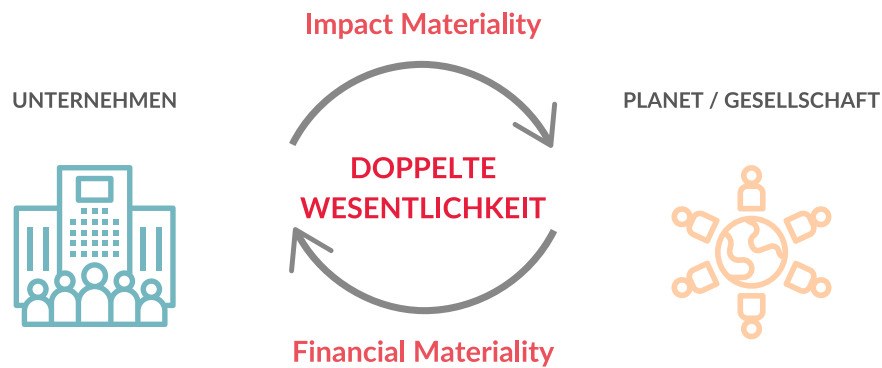 Impact Materiality
UNTERNEHMEN
PLANET / GESELLSCHAFT
DOPPELTE
WESENTLICHKEIT
Financial Materiality